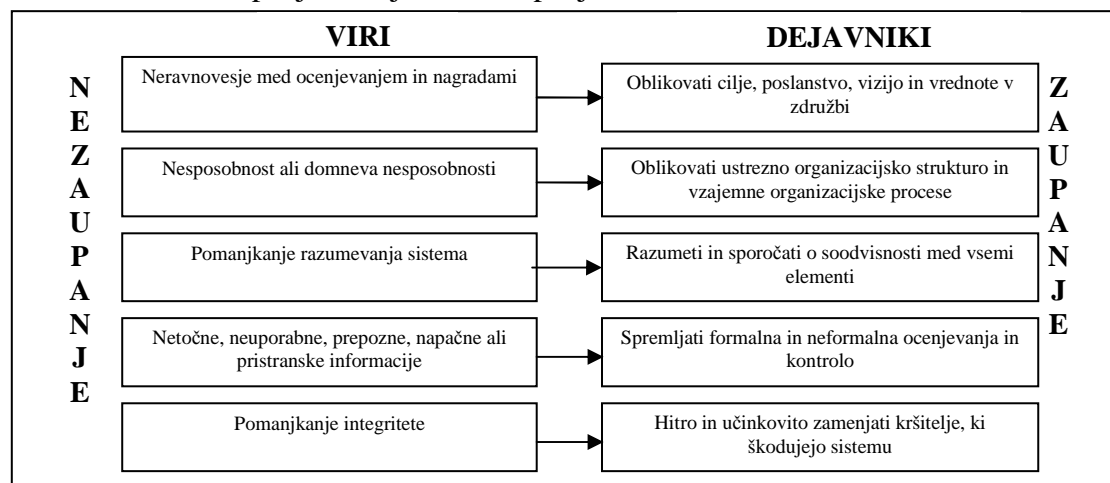 VIRI
DEJAVNIKI
NEZAUPANJE
Neravnovesje med ocenjevanjem in nagradami
Oblikovati cilje, poslanstvo, vizijo in vrednote v
združbi
Nesposobnost ali domneva nesposobnosti
Oblikovati ustrezno organizacijsko strukturo in
vzajemne organizacijske procese
Pomanjkanje razumevanja sistema
Razumeti in sporočati o soodvisnosti med vsemi
elementi
Netočne, neuporabne, prepozne, napačne ali
pristranske informacije
Spremljati formalna in neformalna ocenjevanja in
kontrolo
Pomanjkanje integritete
Hitro in učinkovito zamenjati kršitelje, ki
škodujejo sistemu
ZAUPANJE